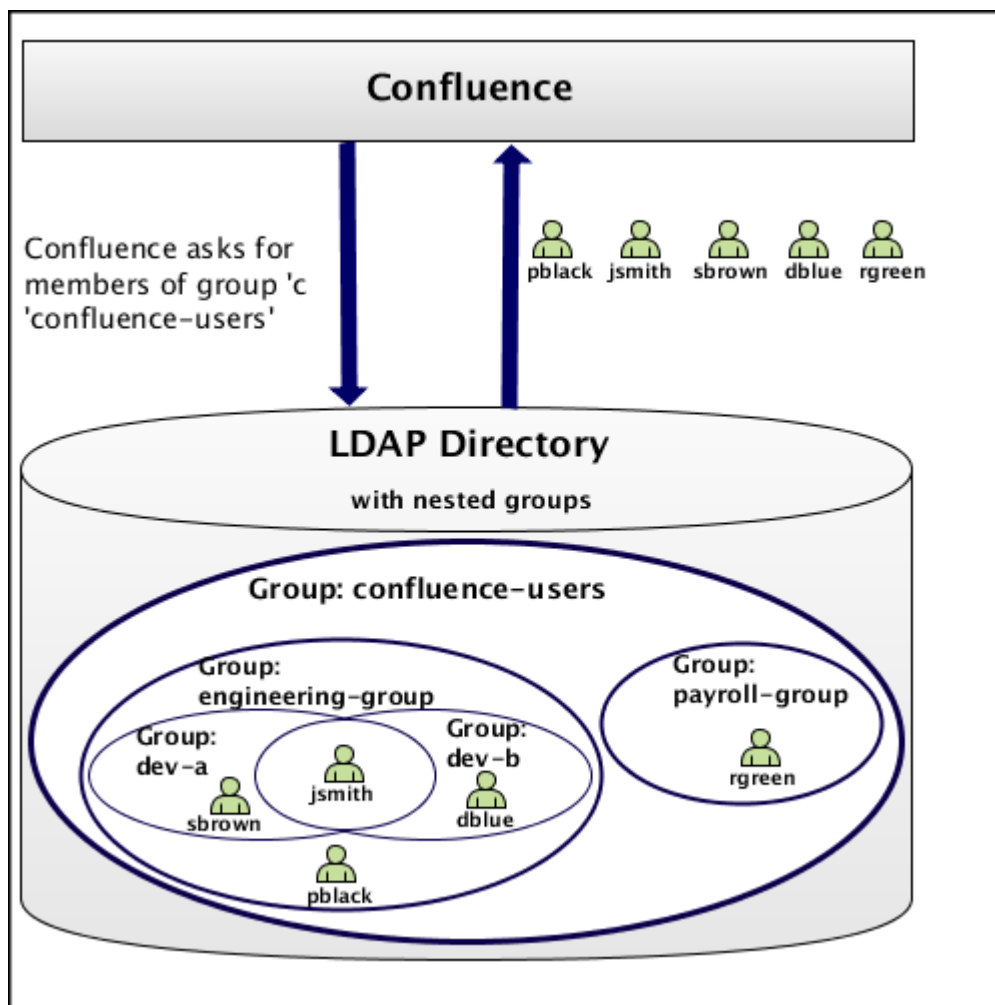 Confluence
Confluence asks for
members of group 'c
'confluence-users'
pblack jsmith sbrown dblue rgreen
LDAP Directory
with nested groups
Group: confluence-users
Group:
engineering-group
Group:
payroll-group
Group:
dev-a
Group:
dev-b
jsmith
sbrown
dblue
pblack
rgreen